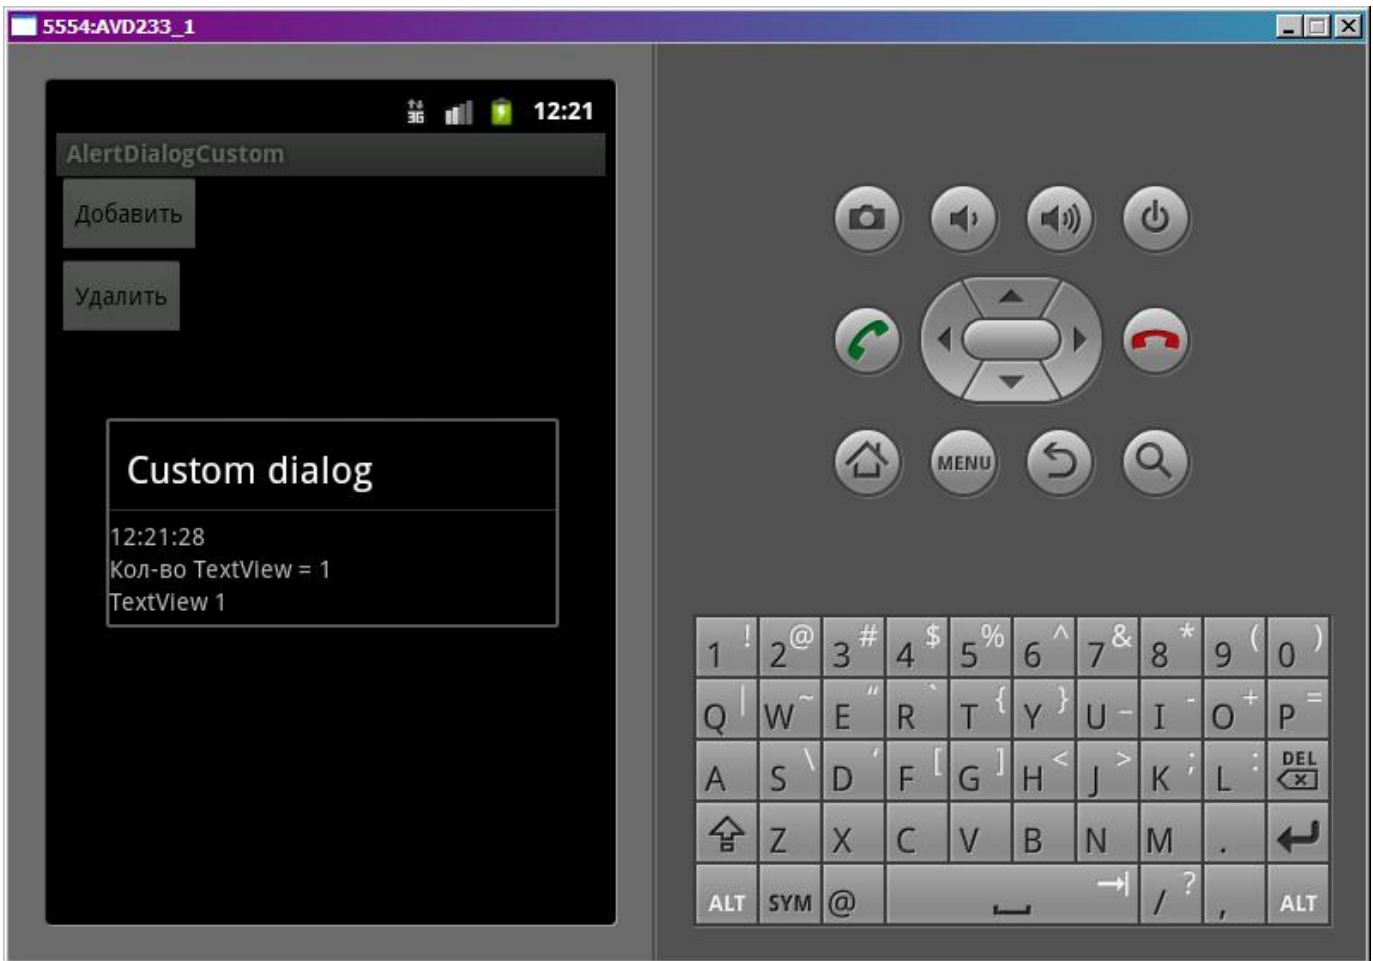 5554:AVD233_1
3G 12:21
AlertDialogCustom
Добавить
Удалить
Custom dialog
12:21:28
Кол-во TextView = 1
TextView 1
MENU
1 ! 2 @ 3 # 4 $ 5 % 6 ^ 7 & 8 * 9 ( 0 )
Q | W ~ E “ R ` T { Y } U _ I - O + P =
A S \ D ‘ F [ G ] H < J > K ; L : DEL
Z X C V B N M .
ALT SYM @ / ? , ALT